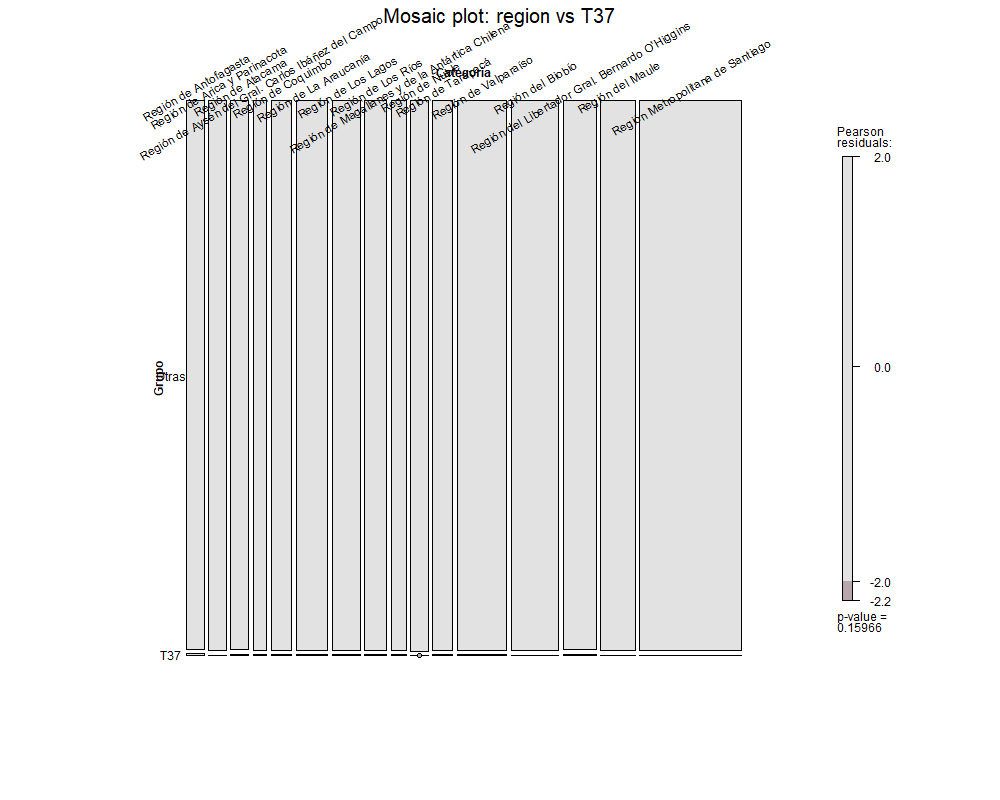 Mosaic plot: region vs T37
Categoria
Región de Antofagasta
Región de Arica y Parinacota
Región de Atacama
Región de Aysén del Gral. Carlos Ibáñez del Campo
Región de Coquimbo
Región de La Araucanía
Región de Los Lagos
Región de Los Ríos
Región de Magallanes y de la Antártica Chilena
Región de Ñuble
Región de Tarapacá
Región de Valparaíso
Región del Biobío
Región del Libertador Gral. Bernardo O'Higgins
Región del Maule
Región Metropolitana de Santiago
Grupo
Otras
T37
Pearson
residuals:
2.0
0.0
-2.0
-2.2
p-value =
0.15966